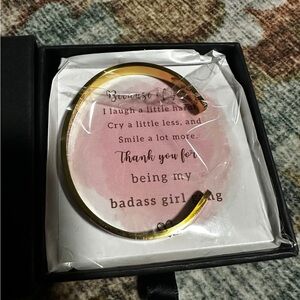 Because
I laugh a little
Cry a little less, and
Smile a lot more.
Thank you for
being my
badass girl